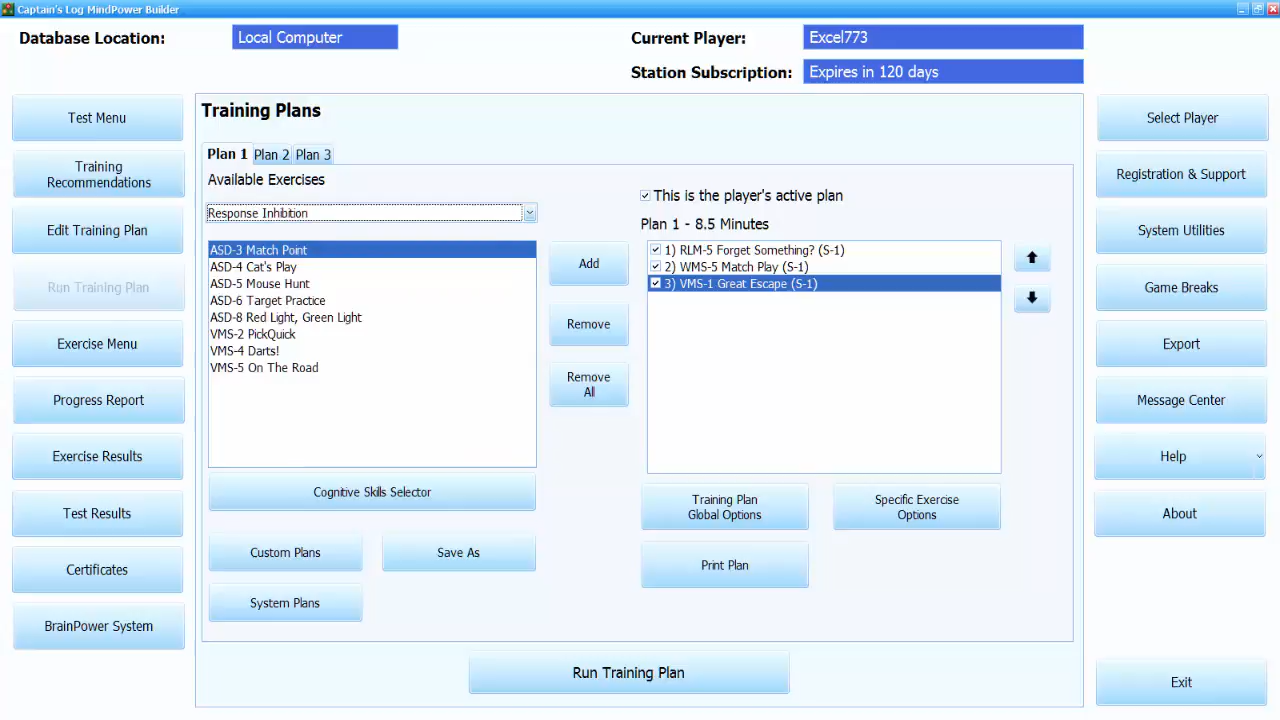 Captain's Log MindPower Builder
Database Location:
Local Computer
Current Player:
Excel773
Station Subscription:
Expires in 120 days
Test Menu
Training
Recommendations
Edit Training Plan
Run Training Plan
Exercise Menu
Progress Report
Exercise Results
Test Results
Certificates
BrainPower System
Training Plans
Plan 1
Plan 2
Plan 3
Available Exercises
Response Inhibition
ASD-3 Match Point
ASD-4 Cat's Play
ASD-5 Mouse Hunt
ASD-6 Target Practice
ASD-8 Red Light, Green Light
VMS-2 PickQuick
VMS-4 Darts!
VMS-5 On The Road
Cognitive Skills Selector
Custom Plans
Save As
System Plans
Add
Remove
Remove
All
This is the player's active plan
Plan 1 - 8.5 Minutes
1) RLM-5 Forget Something? (S-1)
2) WMS-5 Match Play (S-1)
3) VMS-1 Great Escape (S-1)
Training Plan
Global Options
Specific Exercise
Options
Print Plan
Run Training Plan
Select Player
Registration & Support
System Utilities
Game Breaks
Export
Message Center
Help
About
Exit